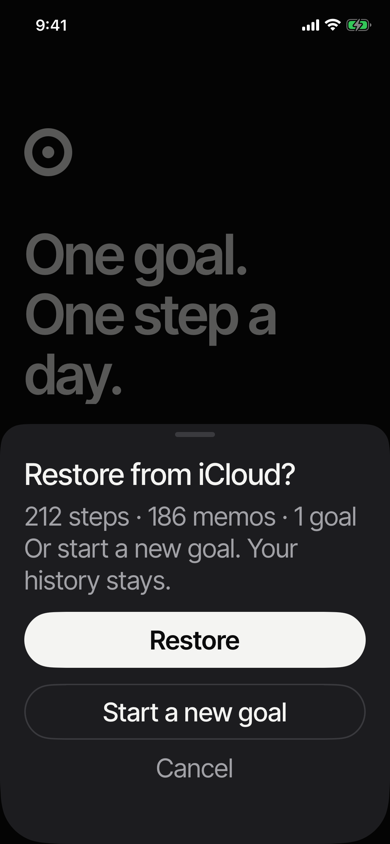 9:41
One goal.
One step a
day.
Restore from iCloud?
212 steps · 186 memos · 1 goal
Or start a new goal. Your
history stays.
Restore
Start a new goal
Cancel